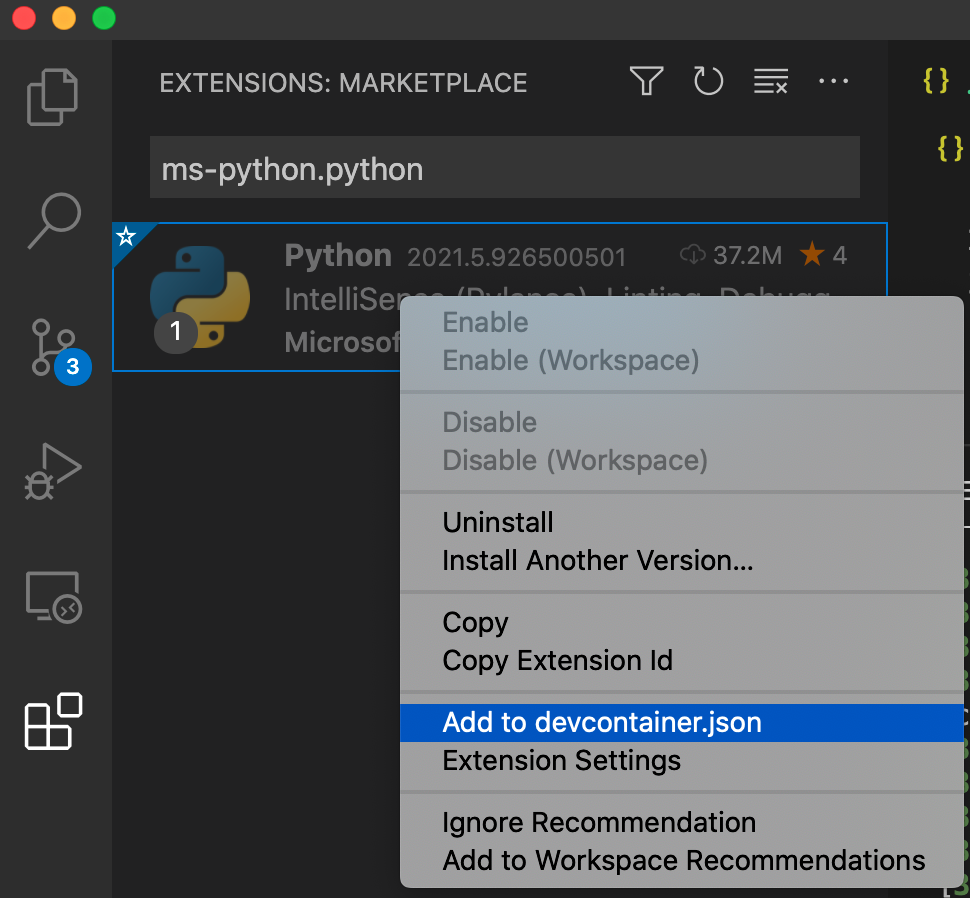 EXTENSIONS: MARKETPLACE
ms-python.python
Python 2021.5.926500501 37.2M 4
IntelliSense (Pylance), Linting, Debugg
1
Microsof
3
Enable
Enable (Workspace)
Disable
Disable (Workspace)
Uninstall
Install Another Version...
Copy
Copy Extension Id
Add to devcontainer.json
Extension Settings
Ignore Recommendation
Add to Workspace Recommendations